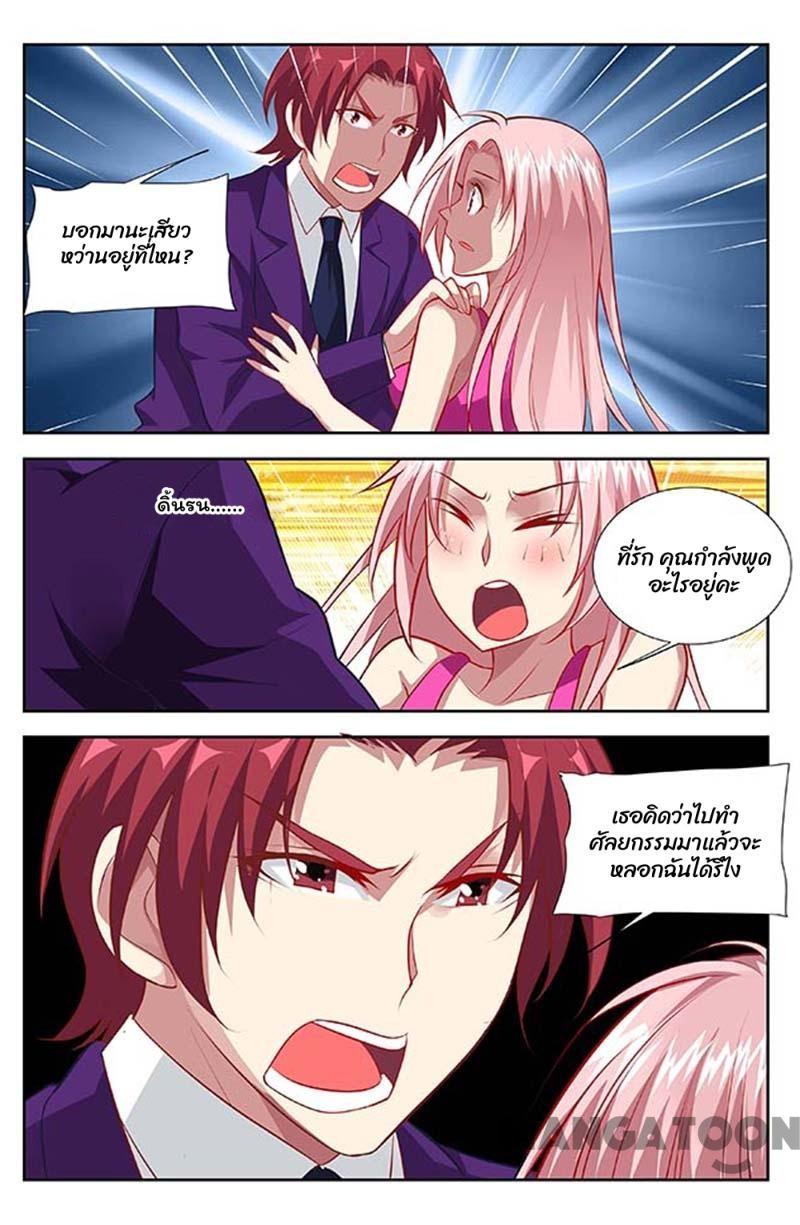 บอกมานะเสียว
หว่านอยู่ที่ไหน?
ดิ้นรน......
ที่รัก คุณกำลังพูด
อะไรอยู่คะ
เธอคิดว่าไปทำ
ศัลยกรรมมาแล้วจะ
หลอกฉันได้รึไง
MANGATOON